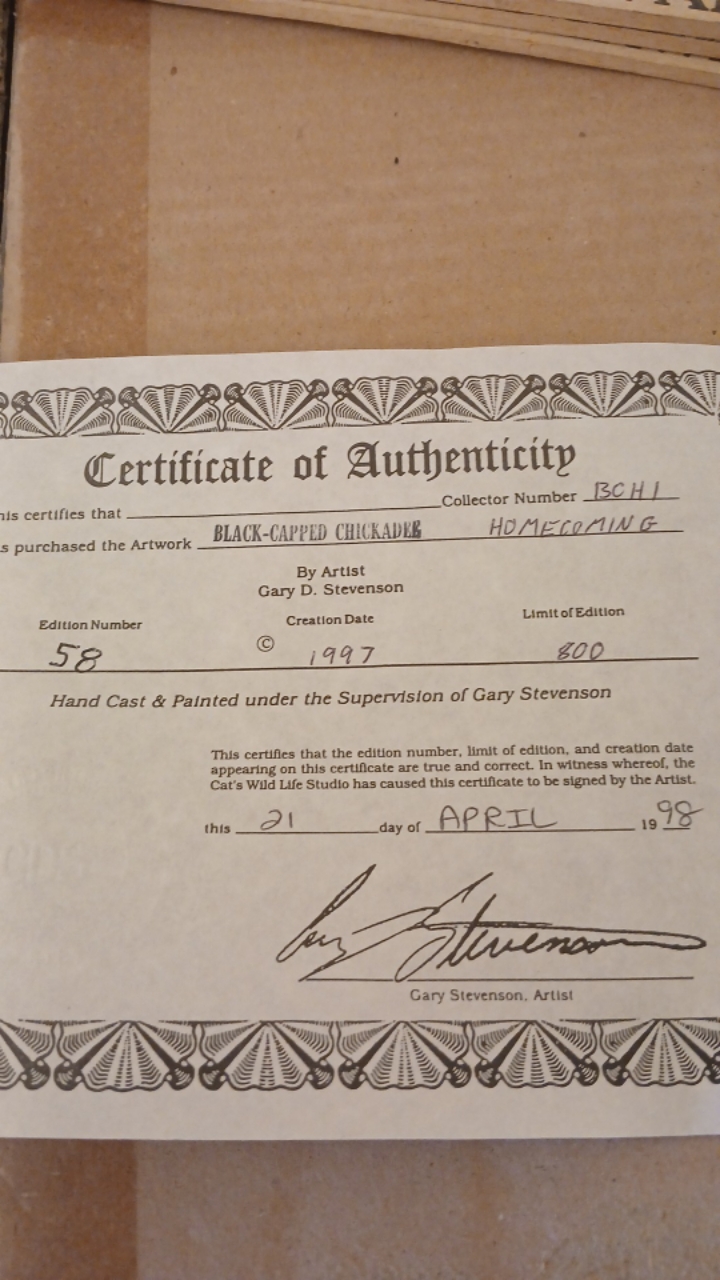 Certificate of Authenticity
his certifies that Collector Number BCH1
s purchased the Artwork BLACK-CAPPED CHICKADEE HOMECOMING
By Artist
Gary D. Stevenson
Edition Number Creation Date Limit of Edition
58 © 1997 800
Hand Cast & Painted under the Supervision of Gary Stevenson
This certifies that the edition number, limit of edition, and creation date
appearing on this certificate are true and correct. In witness whereof, the
Cat's Wild Life Studio has caused this certificate to be signed by the Artist.
this 21 day of APRIL 1998
Gary Stevenson
Gary Stevenson, Artist